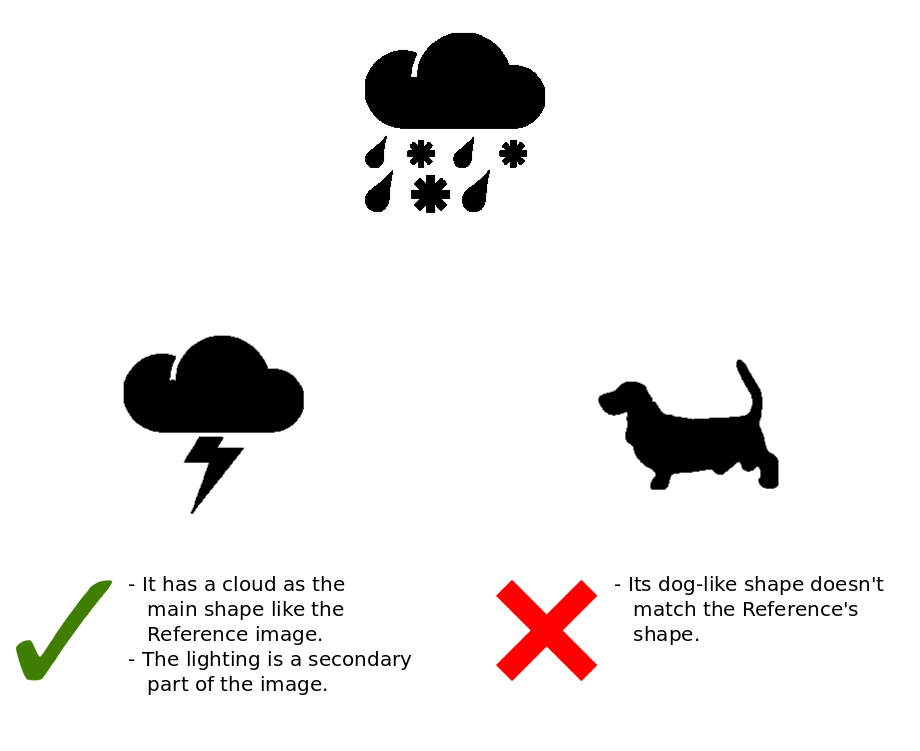 - It has a cloud as the
main shape like the
Reference image.
- The lighting is a secondary
part of the image.
- Its dog-like shape doesn't
match the Reference's
shape.